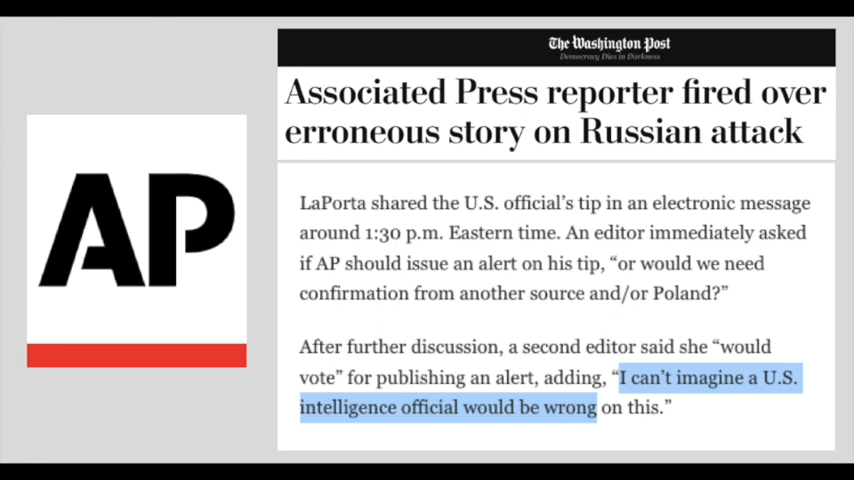 AP
The Washington Post
Democracy Dies in Darkness
Associated Press reporter fired over
erroneous story on Russian attack
LaPorta shared the U.S. official’s tip in an electronic message
around 1:30 p.m. Eastern time. An editor immediately asked
if AP should issue an alert on his tip, “or would we need
confirmation from another source and/or Poland?”
After further discussion, a second editor said she “would
vote” for publishing an alert, adding, “I can’t imagine a U.S.
intelligence official would be wrong on this.”